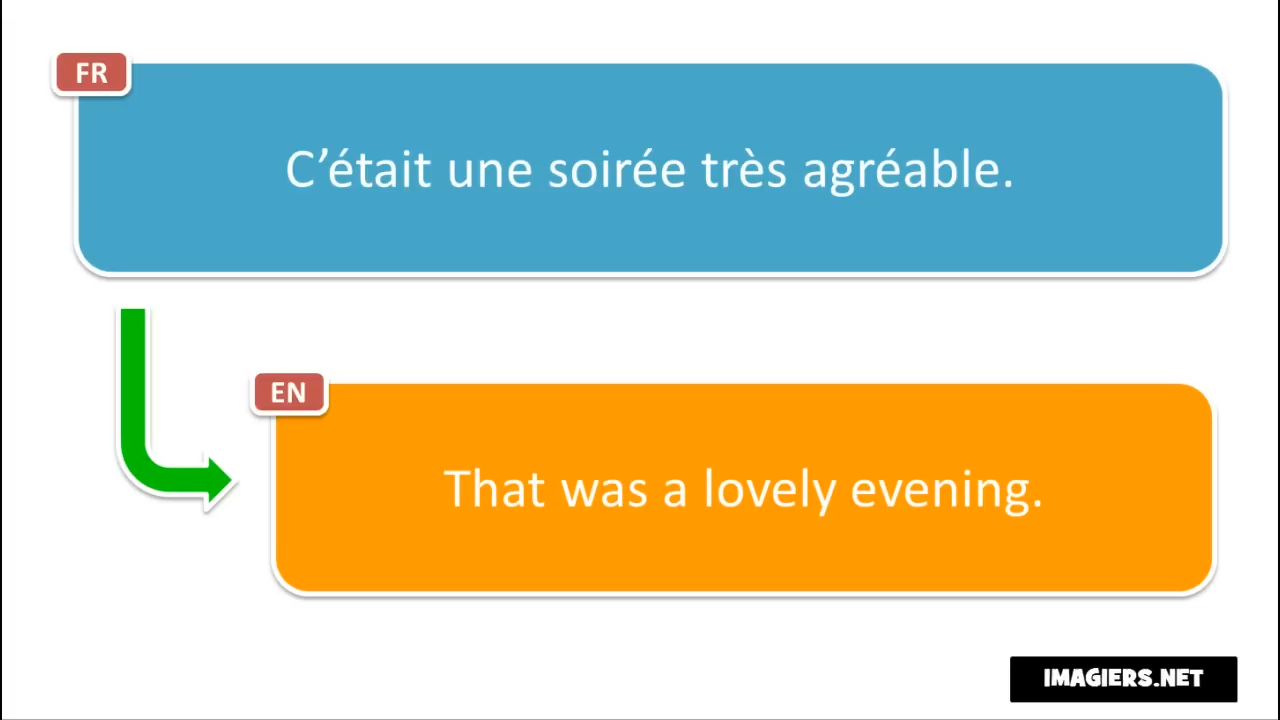 FR
C’était une soirée très agréable.
EN
That was a lovely evening.
IMAGIERS.NET